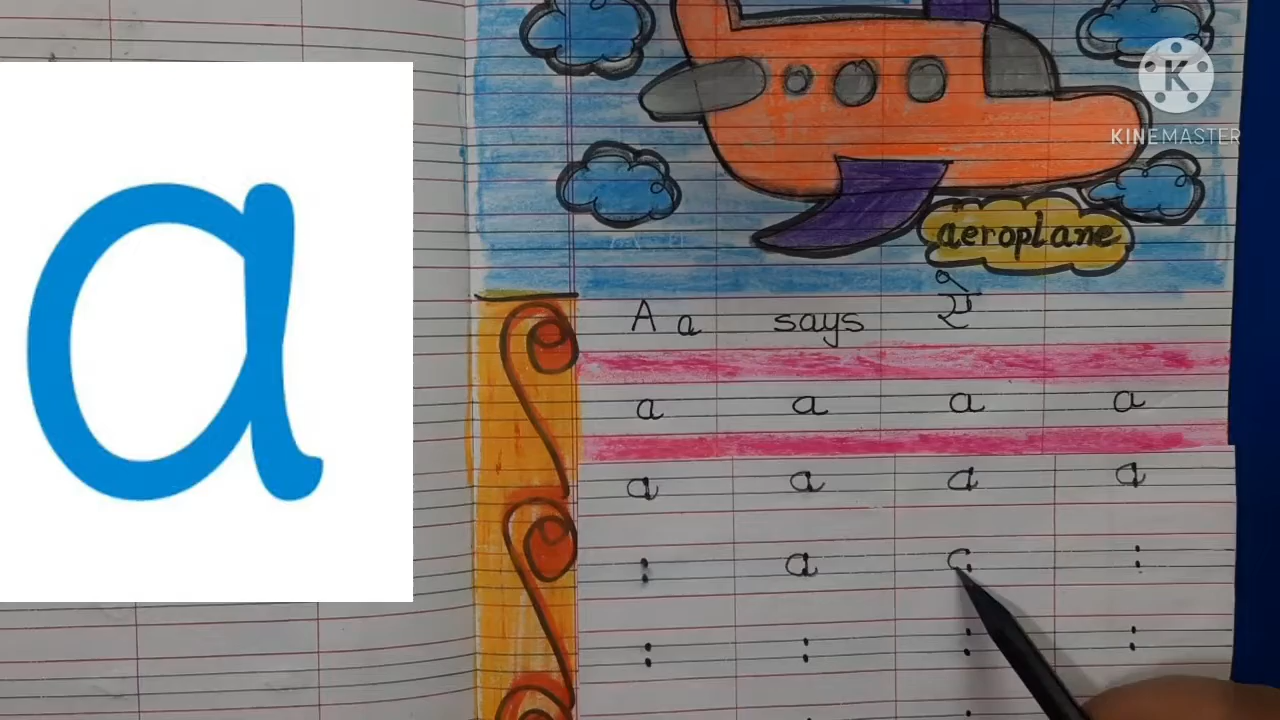 K
KINEMASTER
a
aeroplane
A a says
a a a a
a a a a
a